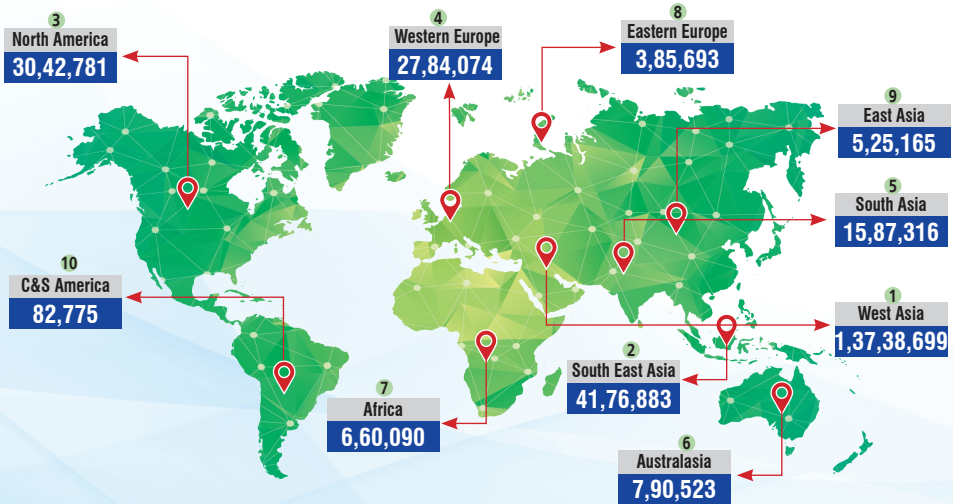 3
North America
30,42,781
4
Western Europe
27,84,074
8
Eastern Europe
3,85,693
9
East Asia
5,25,165
5
South Asia
15,87,316
10
C&S America
82,775
1
West Asia
1,37,38,699
2
South East Asia
41,76,883
7
Africa
6,60,090
6
Australasia
7,90,523